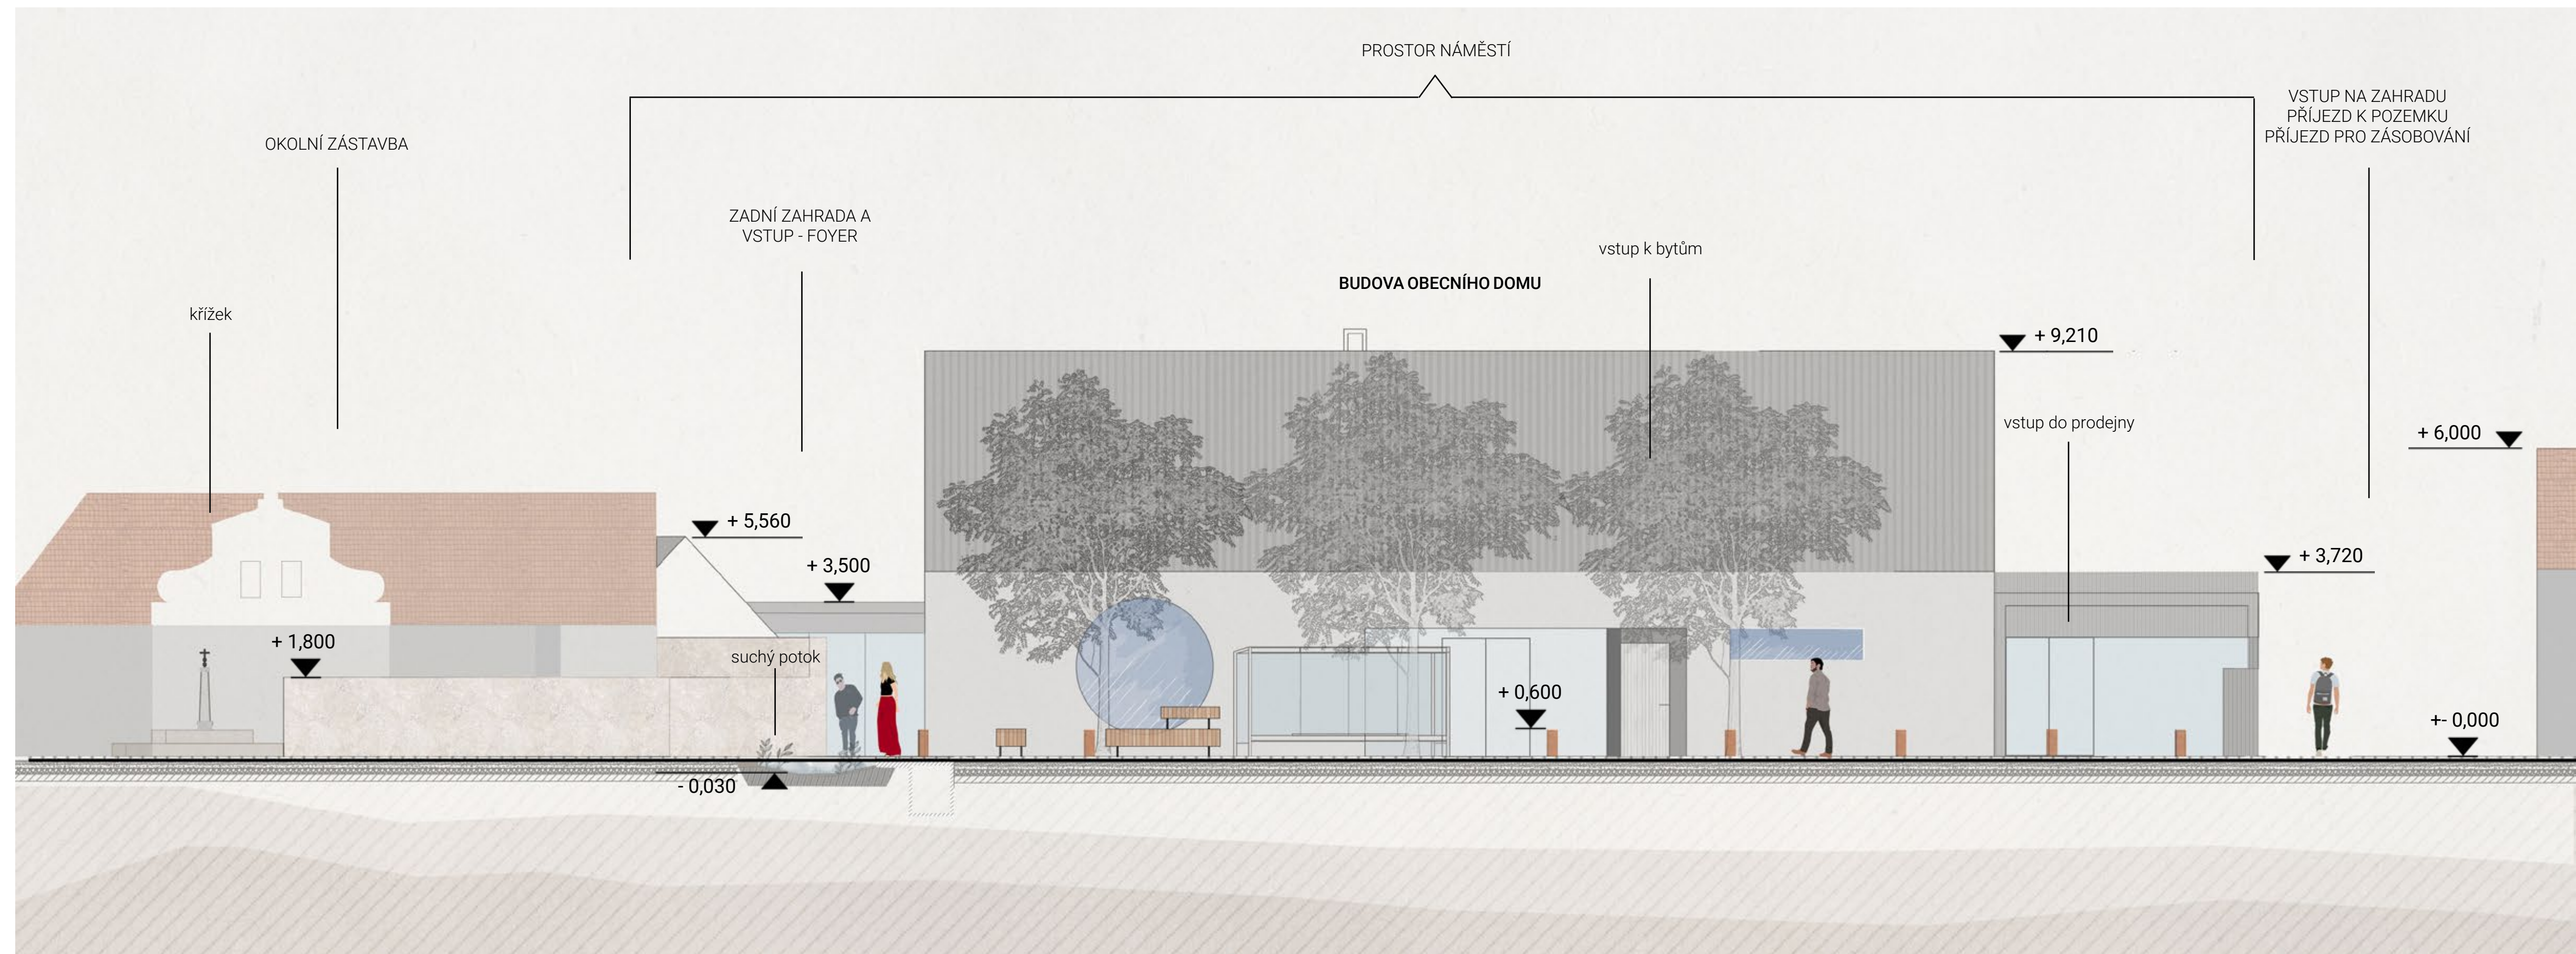 PROSTOR NÁMĚSTÍ
VSTUP NA ZAHRADU
PŘÍJEZD K POZEMKU
PŘÍJEZD PRO ZÁSOBOVÁNÍ
OKOLNÍ ZÁSTAVBA
ZADNÍ ZAHRADA A
VSTUP - FOYER
vstup k bytům
BUDOVA OBECNÍHO DOMU
křížek
+ 9,210
vstup do prodejny
+ 6,000
+ 5,560
+ 3,500
+ 3,720
+ 1,800
suchý potok
+ 0,600
+- 0,000
- 0,030